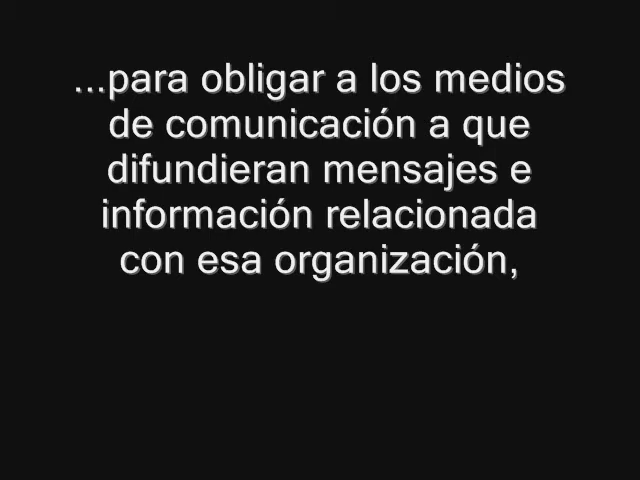 ...para obligar a los medios
de comunicación a que
difundieran mensajes e
información relacionada
con esa organización,